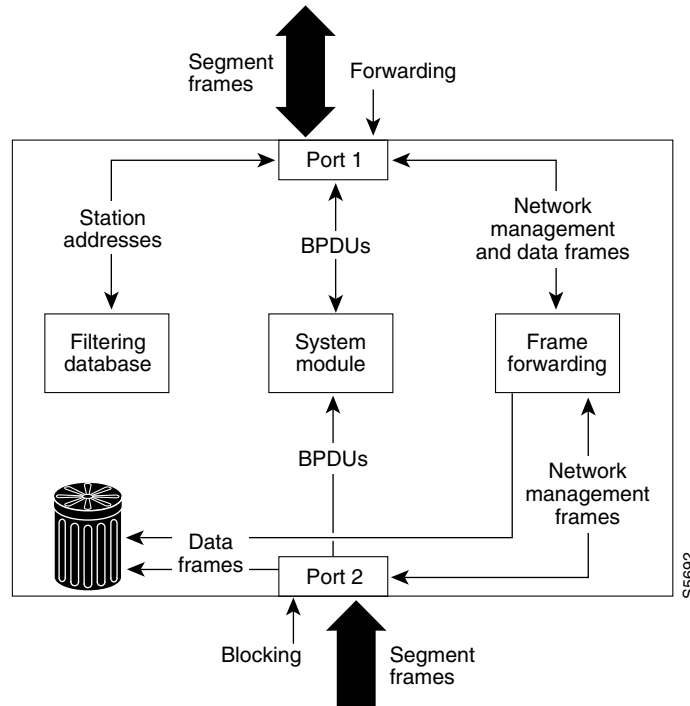 Segment
frames
Forwarding
Port 1
Station
addresses
BPDUs
Network
management
and data frames
Filtering
database
System
module
Frame
forwarding
BPDUs
Network
management
frames
Data
frames
Port 2
Blocking
Segment
frames
S5692